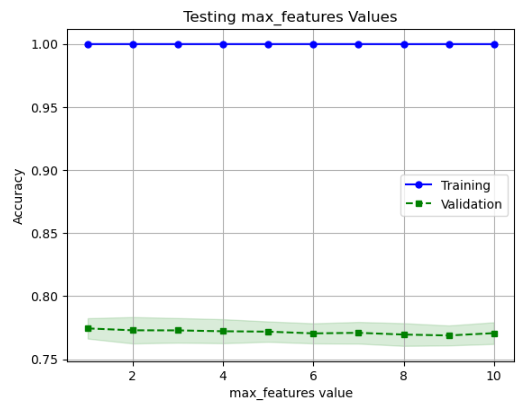 Testing max_features Values
1.00
0.95
0.90
0.85
0.80
0.75
Accuracy
Training
Validation
2 4 6 8 10
max_features value